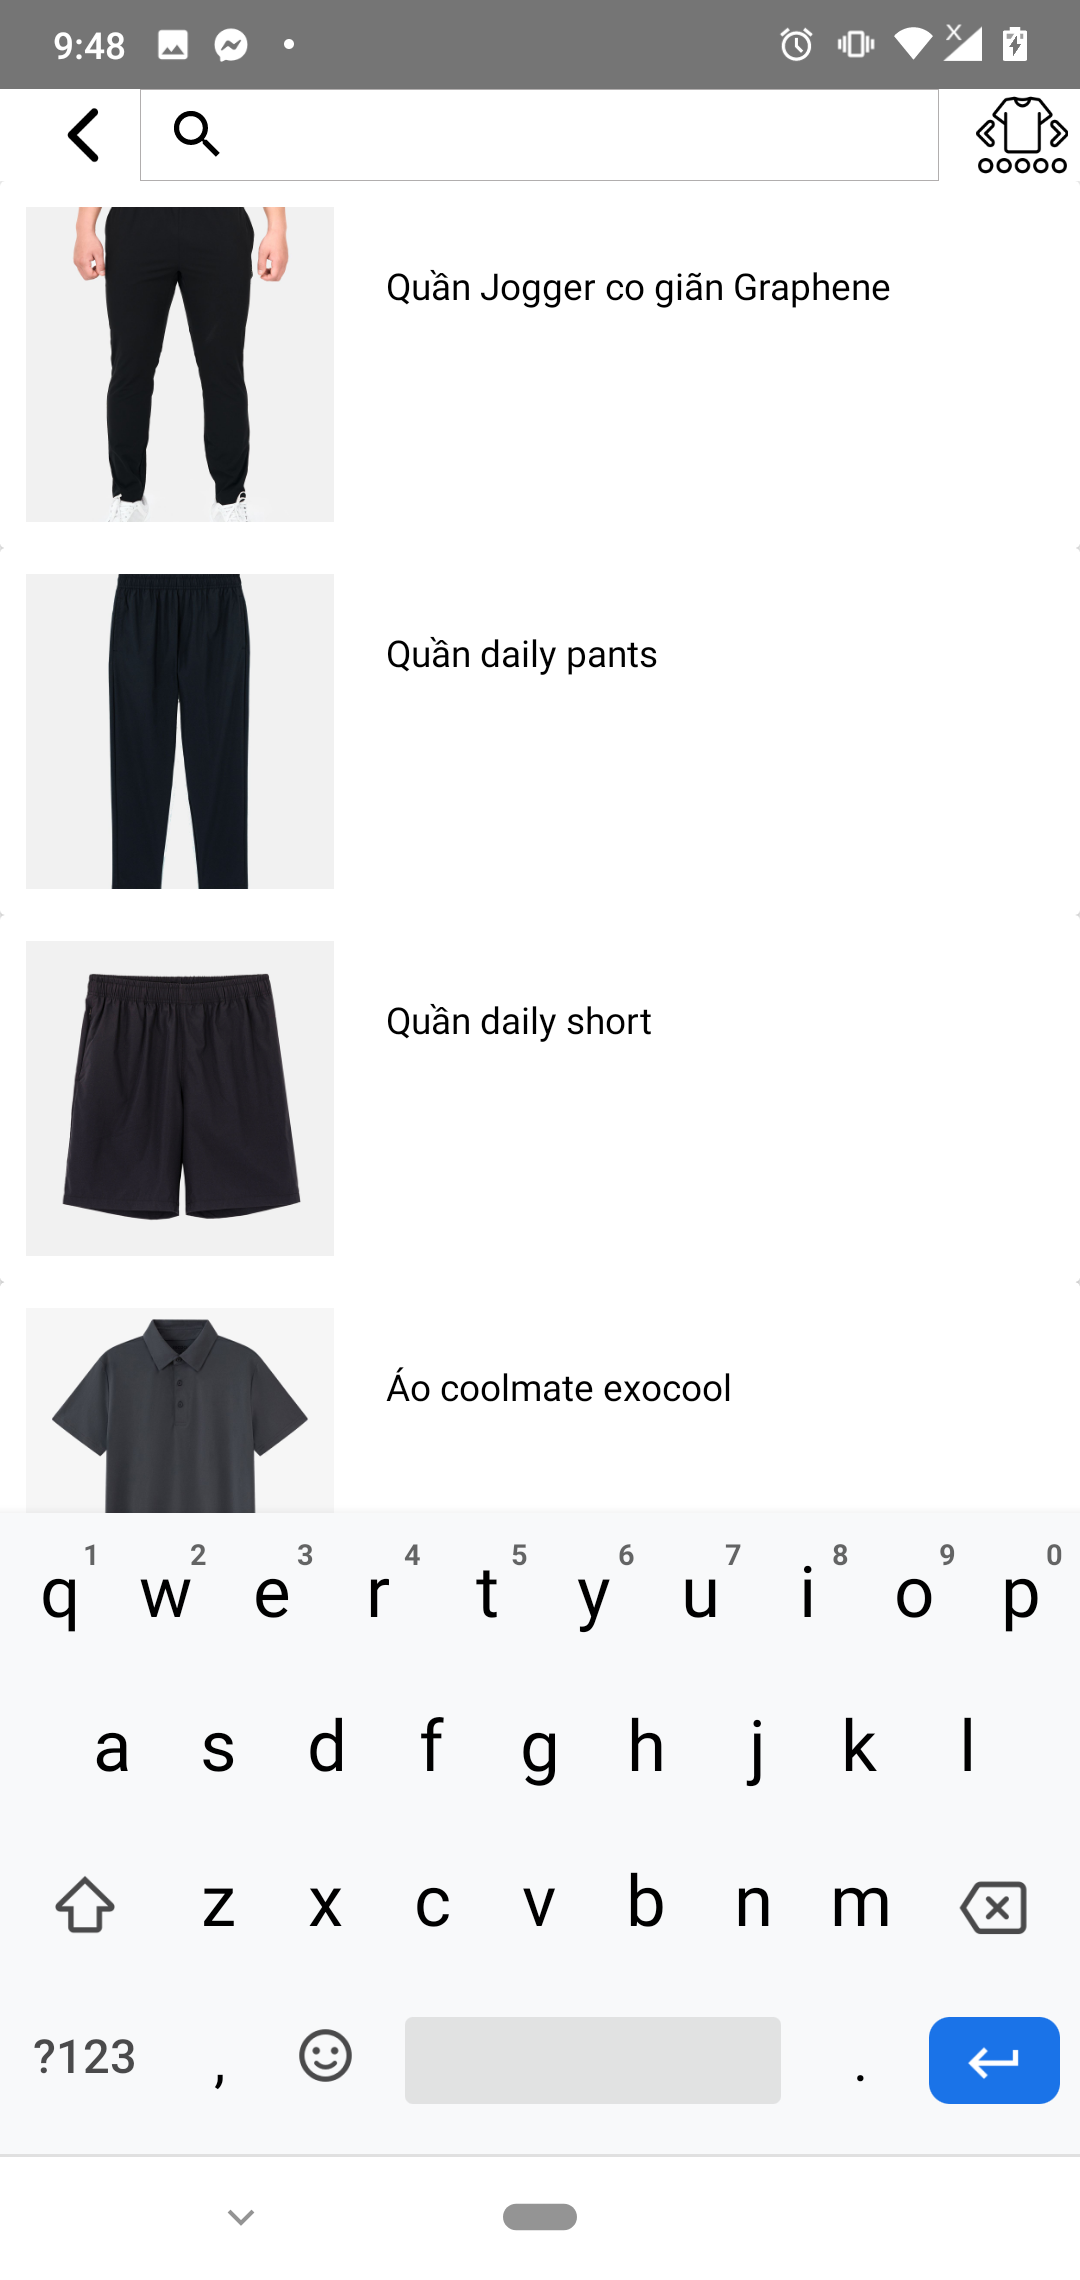 9:48
Quần Jogger co giãn Graphene
Quần daily pants
Quần daily short
Áo coolmate exocool
1 2 3 4 5 6 7 8 9 0
q w e r t y u i o p
a s d f g h j k l
z x c v b n m
?123 , .